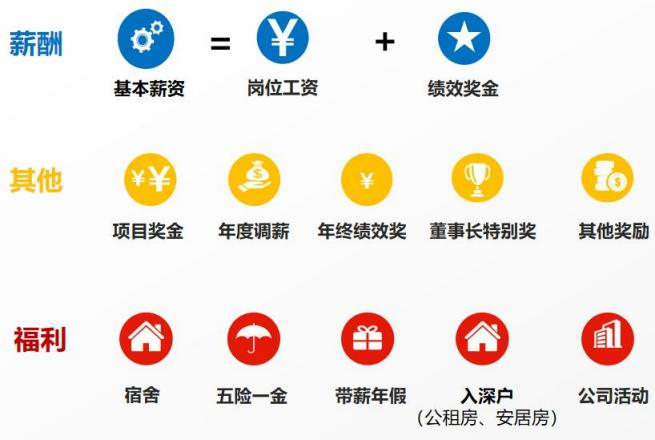 薪酬
=
¥
+
基本薪资
岗位工资
绩效奖金
其他
¥¥
$
¥
$
项目奖金
年度调薪
年终绩效奖
董事长特别奖
其他奖励
福利
宿舍
五险一金
带薪年假
入深户
公司活动
(公租房、安居房)